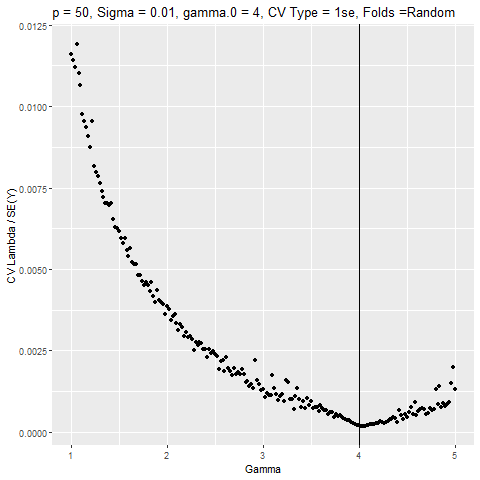 p = 50, Sigma = 0.01, gamma.0 = 4, CV Type = 1se, Folds =Random
CV Lambda / SE(Y)
0.0125
0.0100
0.0075
0.0050
0.0025
0.0000
1 2 3 4 5
Gamma